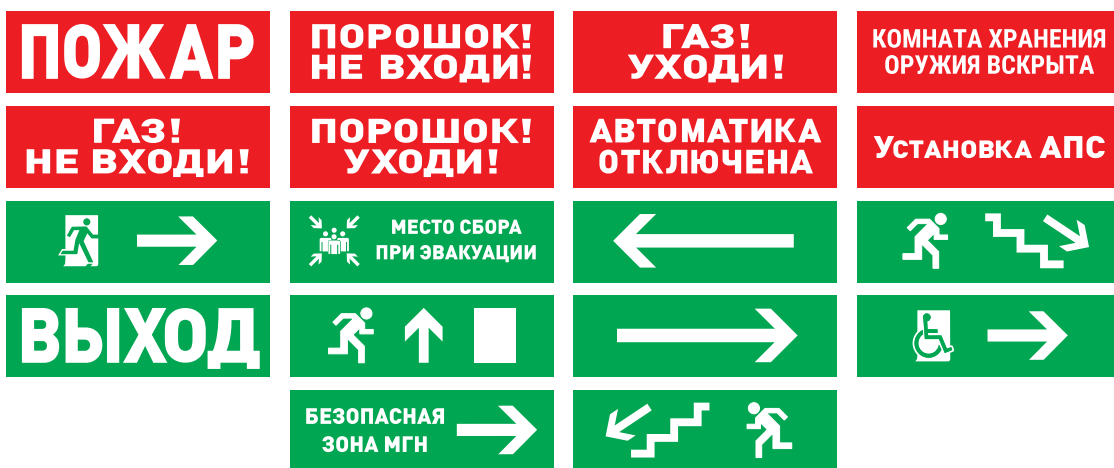 ПОЖАР
ПОРОШОК!
НЕ ВХОДИ!
ГАЗ!
УХОДИ!
КОМНАТА ХРАНЕНИЯ
ОРУЖИЯ ВСКРЫТА
ГАЗ!
НЕ ВХОДИ!
ПОРОШОК!
УХОДИ!
АВТОМАТИКА
ОТКЛЮЧЕНА
УСТАНОВКА АПС
МЕСТО СБОРА
ПРИ ЭВАКУАЦИИ
ВЫХОД
БЕЗОПАСНАЯ
ЗОНА МГН